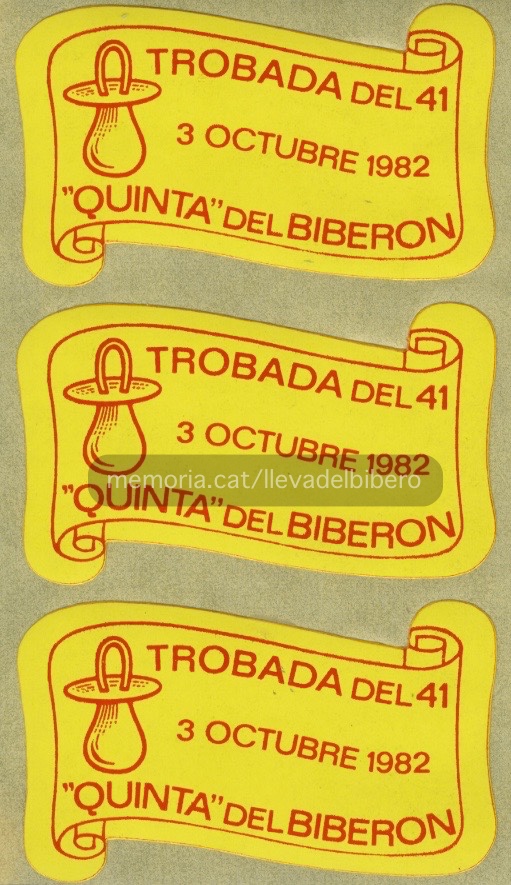 TROBADA DEL 41
3 OCTUBRE 1982
"QUINTA" DEL BIBERON
TROBADA DEL 41
3 OCTUBRE 1982
memoria.cat/llevadelbibero
"QUINTA" DEL BIBERON
TROBADA DEL 41
3 OCTUBRE 1982
"QUINTA" DEL BIBERON